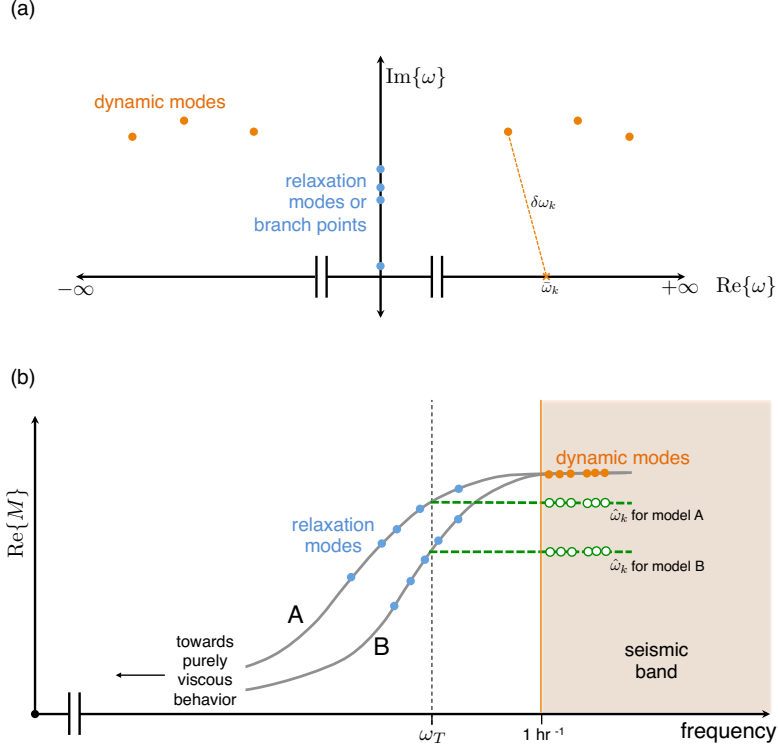 (a)
Im{ω}
dynamic modes
relaxation
modes or
branch points
δω_k
−∞
ω̄_k
+∞
Re{ω}
(b)
Re{M}
dynamic modes
relaxation
modes
ω̂_k for model A
ω̂_k for model B
A
B
towards
purely
viscous
behavior
seismic
band
ω_T
1 hr ⁻¹
frequency